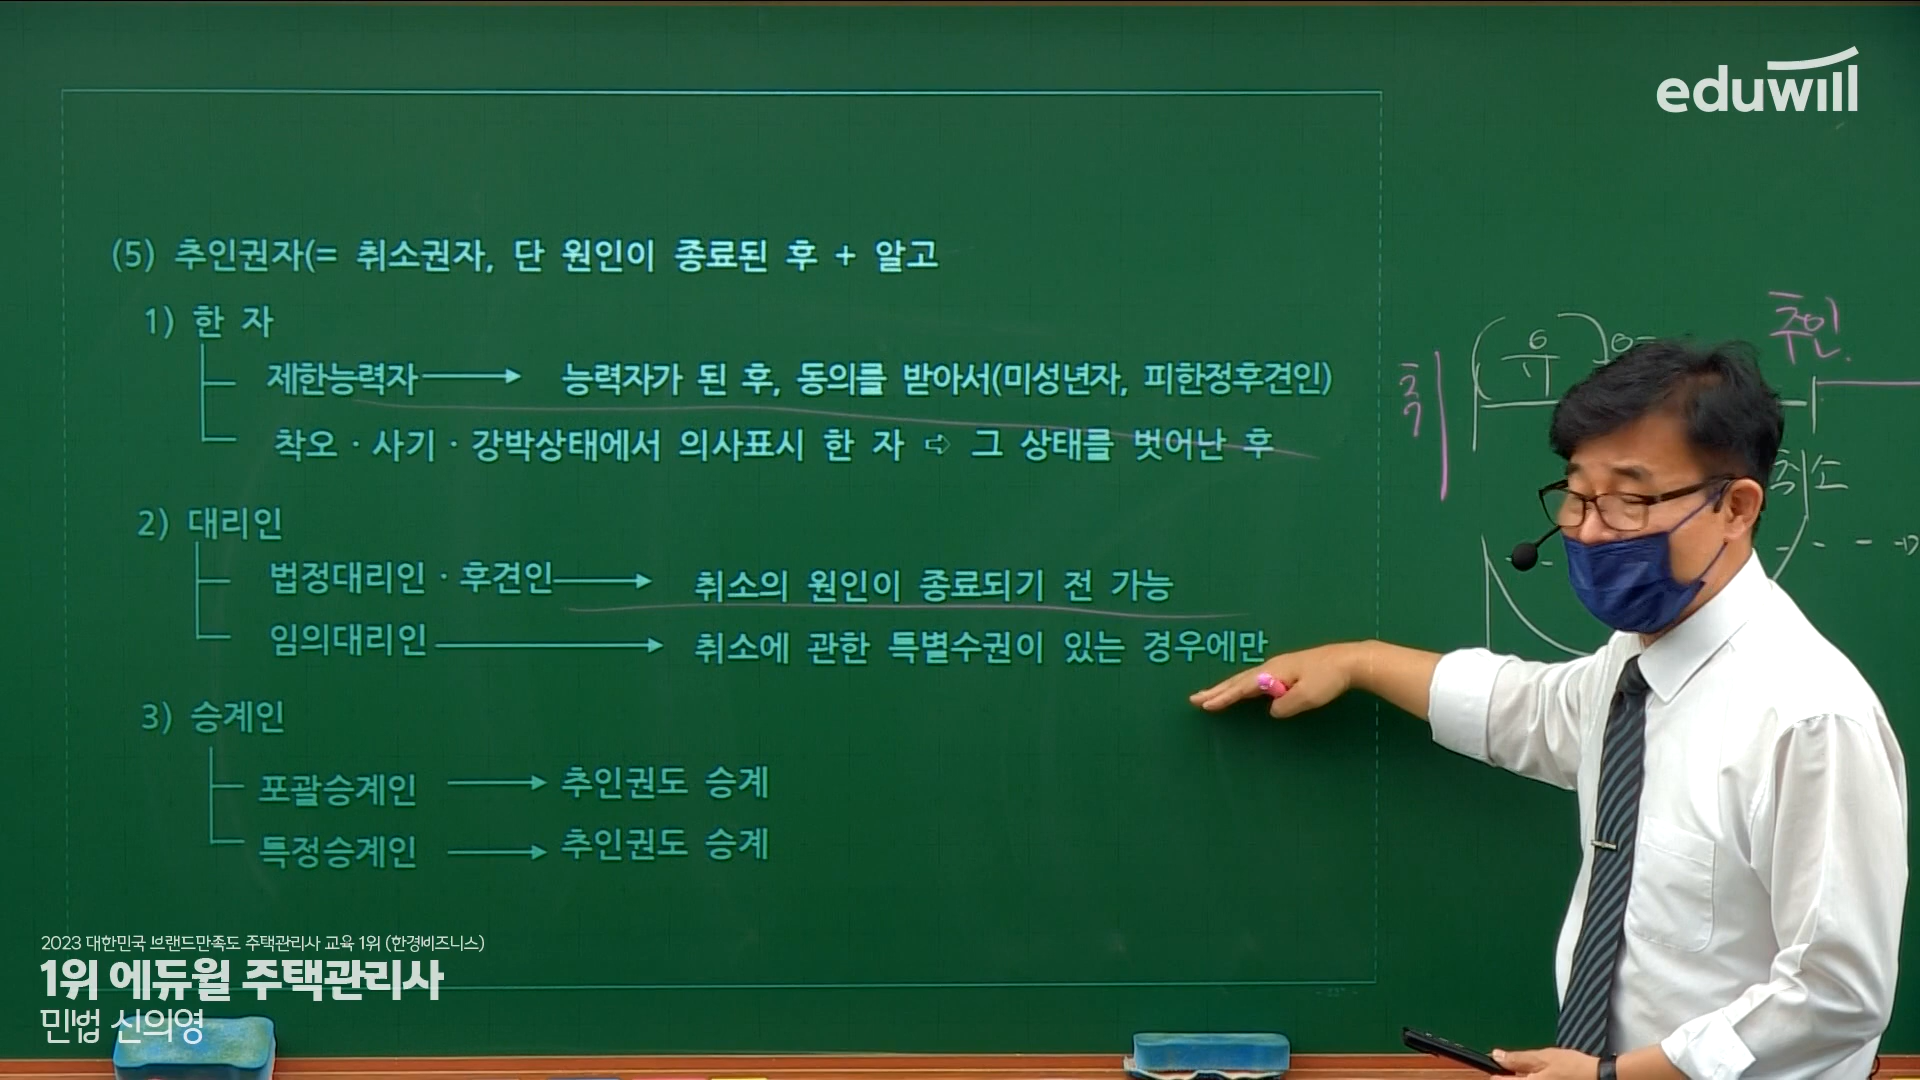 eduwill
(5) 추인권자(= 취소권자, 단 원인이 종료된 후 + 알고
1) 한 자
제한능력자 → 능력자가 된 후, 동의를 받아서(미성년자, 피한정후견인)
착오 · 사기 · 강박상태에서 의사표시 한 자 ⇨ 그 상태를 벗어난 후
2) 대리인
법정대리인 · 후견인 → 취소의 원인이 종료되기 전 가능
임의대리인 → 취소에 관한 특별수권이 있는 경우에만
3) 승계인
포괄승계인 → 추인권도 승계
특정승계인 → 추인권도 승계
추인
취소
2023 대한민국 브랜드만족도 주택관리사 교육 1위 (한경비즈니스)
1위 에듀윌 주택관리사
민법 신의영